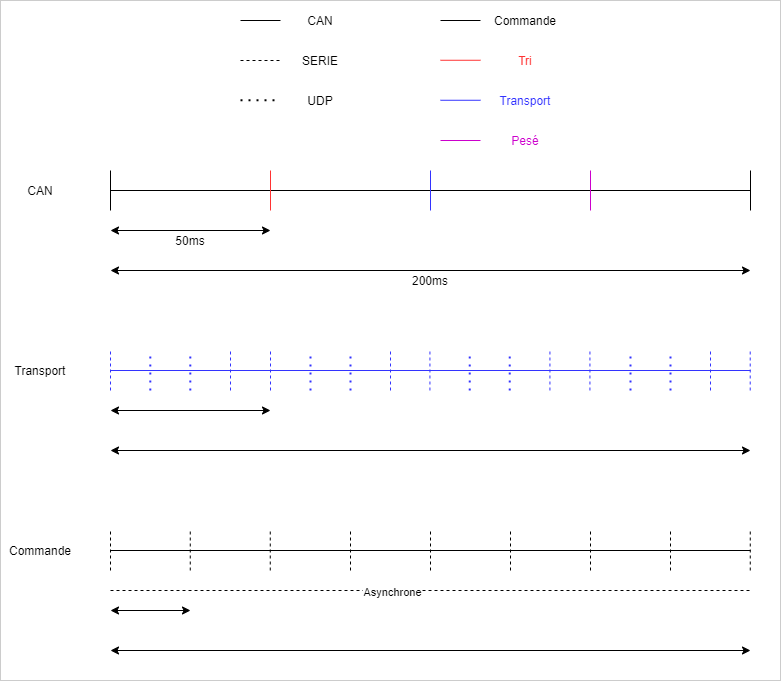 CAN
Commande
SERIE
Tri
UDP
Transport
Pesé
CAN
50ms
200ms
Transport
Commande
Asynchrone